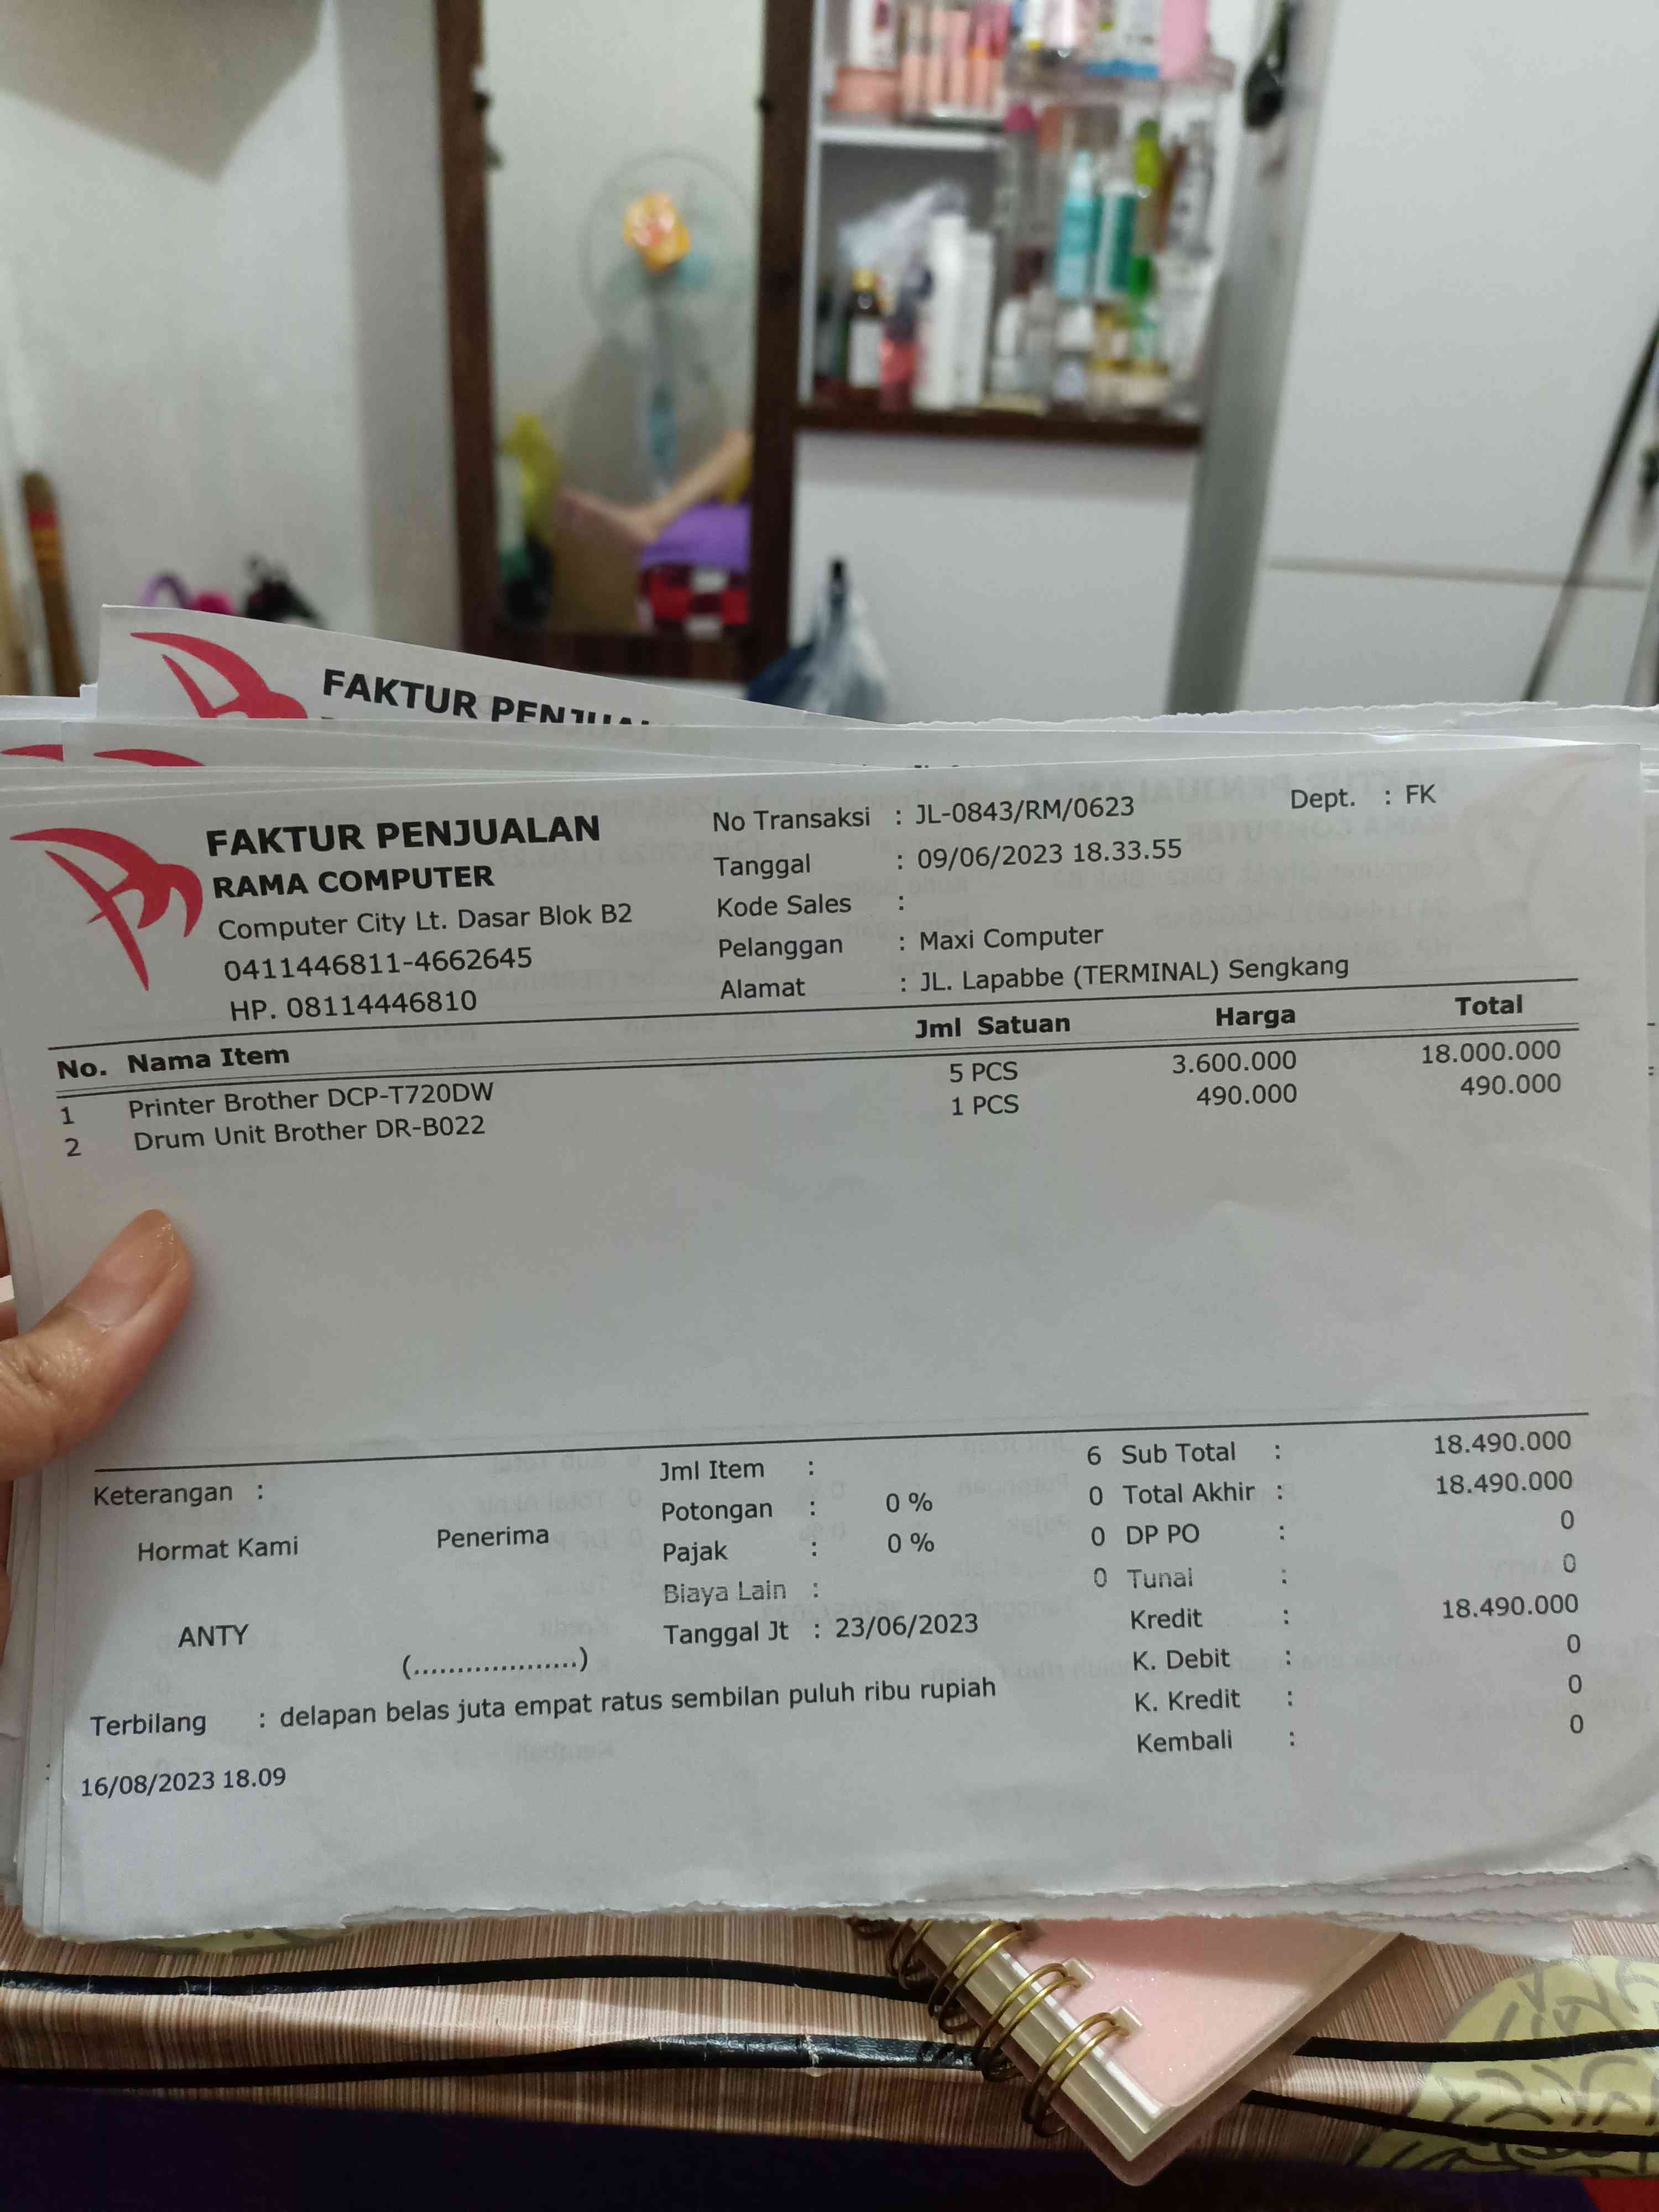 FAKTUR
FAKTUR PENJUALAN
RAMA COMPUTER
Computer City Lt. Dasar Blok B2
0411446811-4662645
HP. 08114446810
No Transaksi : JL-0843/RM/0623
Dept. : FK
Tanggal : 09/06/2023 18.33.55
Kode Sales :
Pelanggan : Maxi Computer
Alamat : JL. Lapabbe (TERMINAL) Sengkang
No. Nama Item Jml Satuan Harga Total
1 Printer Brother DCP-T720DW 5 PCS 3.600.000 18.000.000
2 Drum Unit Brother DR-B022 1 PCS 490.000 490.000
Keterangan :
Hormat Kami Penerima
ANTY
(...................)
Jml Item : 6
Potongan : 0 % 0
Pajak : 0 % 0
Biaya Lain : 0
Tanggal Jt : 23/06/2023
Sub Total : 18.490.000
Total Akhir : 18.490.000
DP PO : 0
Tunai : 0
Kredit : 18.490.000
K. Debit : 0
K. Kredit : 0
Kembali : 0
Terbilang : delapan belas juta empat ratus sembilan puluh ribu rupiah
16/08/2023 18.09